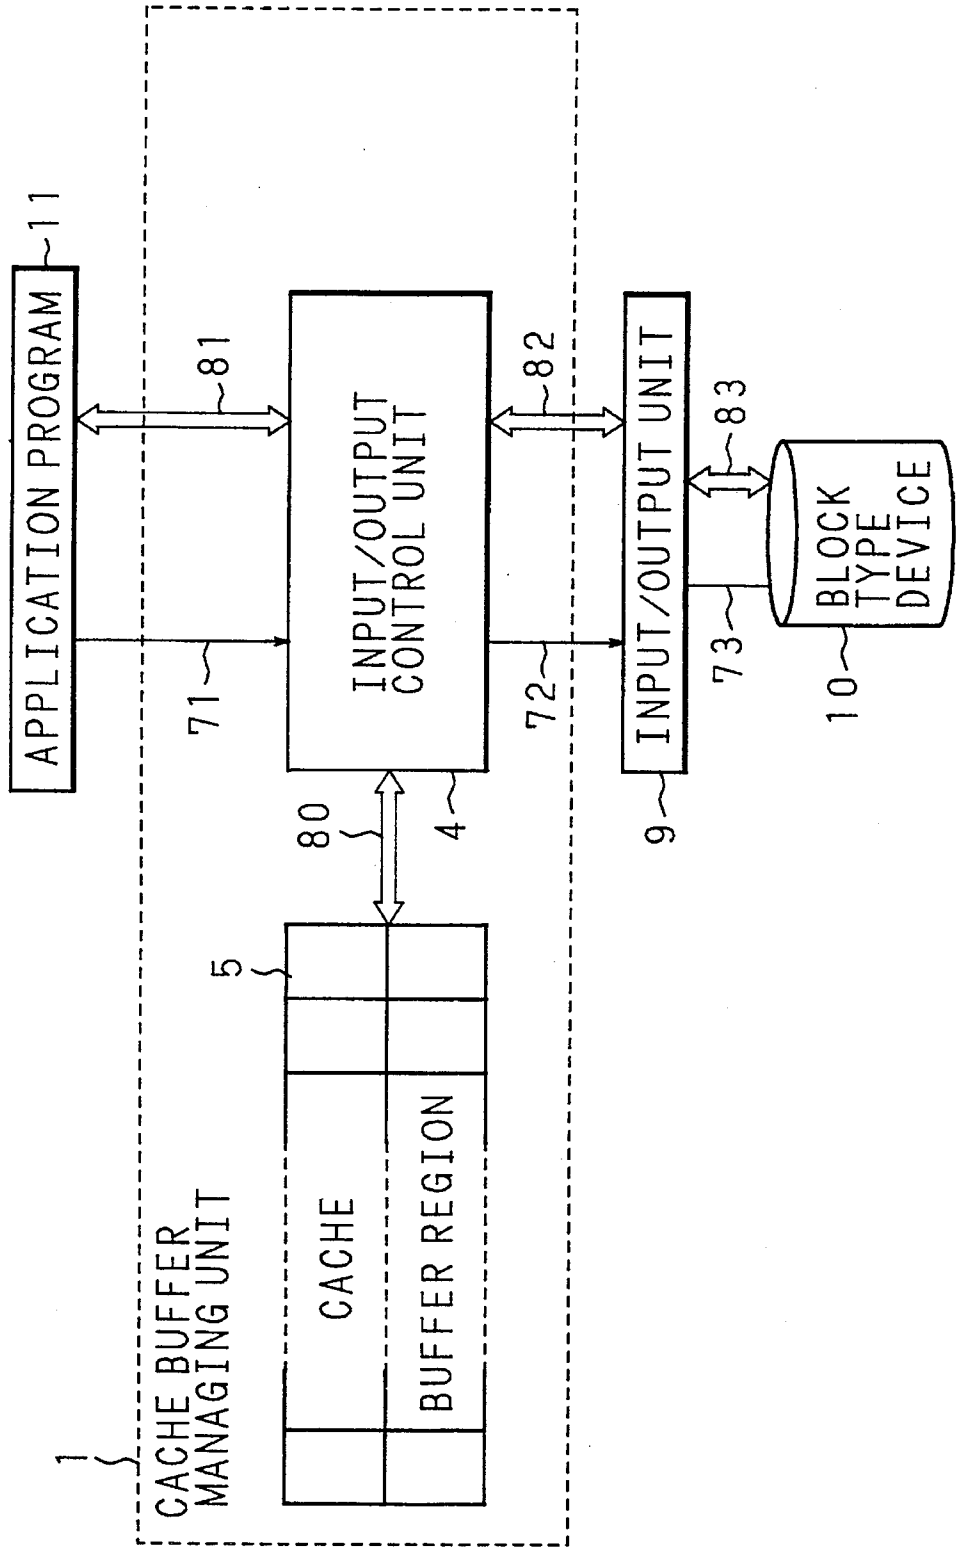 APPLICATION PROGRAM
11
71
81
1
CACHE BUFFER
MANAGING UNIT
5
CACHE
BUFFER REGION
80
INPUT/OUTPUT
CONTROL UNIT
4
72
82
INPUT/OUTPUT UNIT
9
73
83
BLOCK
TYPE
DEVICE
10